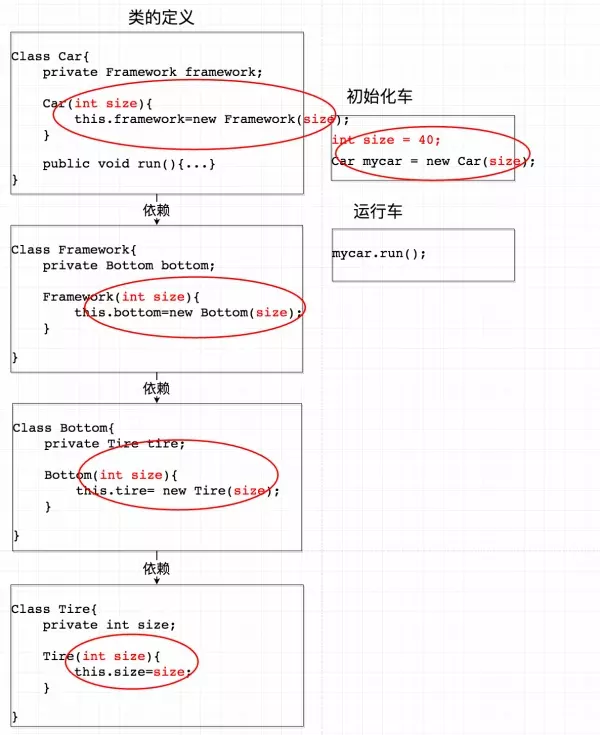 类的定义
Class Car{
private Framework framework;
Car(int size){
this.framework=new Framework(size);
}
public void run(){...}
}
依赖
Class Framework{
private Bottom bottom;
Framework(int size){
this.bottom=new Bottom(size);
}
}
依赖
Class Bottom{
private Tire tire;
Bottom(int size){
this.tire= new Tire(size);
}
}
依赖
Class Tire{
private int size;
Tire(int size){
this.size=size;
}
}
初始化车
int size = 40;
Car mycar = new Car(size);
运行车
mycar.run();